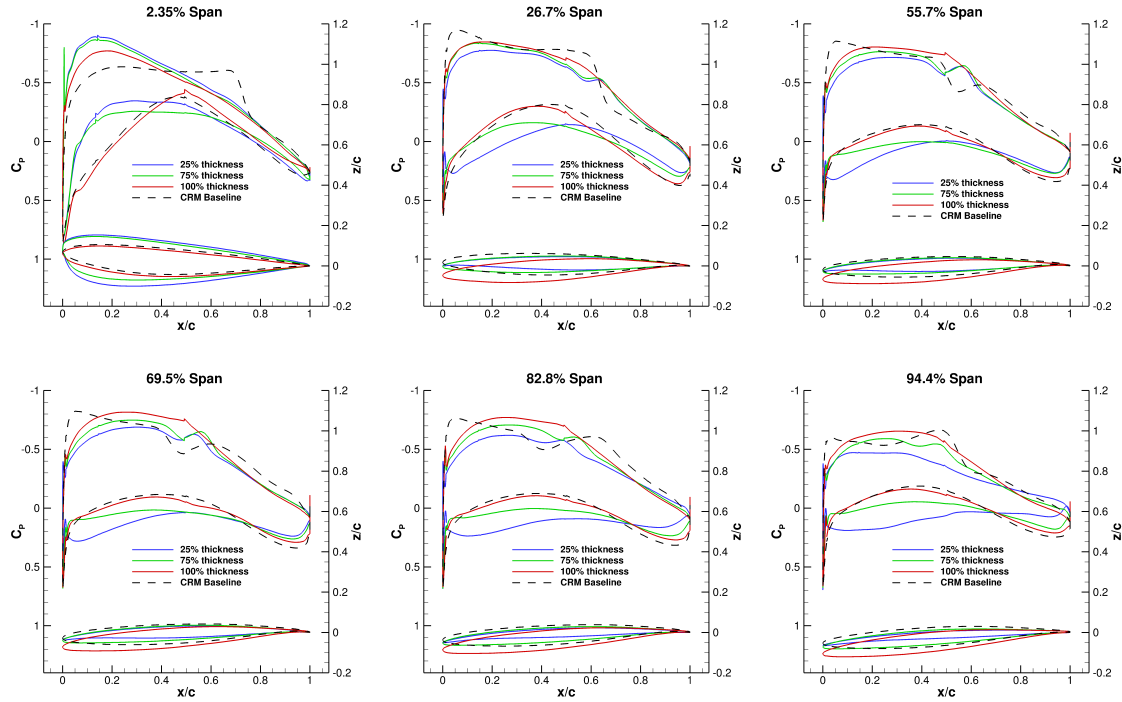 2.35% Span
-1
-0.5
0
0.5
1
Cp
1.2
1
0.8
0.6
0.4
0.2
0
-0.2
z/c
25% thickness
75% thickness
100% thickness
CRM Baseline
0 0.2 0.4 0.6 0.8 1
x/c
26.7% Span
-1
-0.5
0
0.5
1
Cp
1.2
1
0.8
0.6
0.4
0.2
0
-0.2
z/c
25% thickness
75% thickness
100% thickness
CRM Baseline
0 0.2 0.4 0.6 0.8 1
x/c
55.7% Span
-1
-0.5
0
0.5
1
Cp
1.2
1
0.8
0.6
0.4
0.2
0
-0.2
z/c
25% thickness
75% thickness
100% thickness
CRM Baseline
0 0.2 0.4 0.6 0.8 1
x/c
69.5% Span
-1
-0.5
0
0.5
1
Cp
1.2
1
0.8
0.6
0.4
0.2
0
-0.2
z/c
25% thickness
75% thickness
100% thickness
CRM Baseline
0 0.2 0.4 0.6 0.8 1
x/c
82.8% Span
-1
-0.5
0
0.5
1
Cp
1.2
1
0.8
0.6
0.4
0.2
0
-0.2
z/c
25% thickness
75% thickness
100% thickness
CRM Baseline
0 0.2 0.4 0.6 0.8 1
x/c
94.4% Span
-1
-0.5
0
0.5
1
Cp
1.2
1
0.8
0.6
0.4
0.2
0
-0.2
z/c
25% thickness
75% thickness
100% thickness
CRM Baseline
0 0.2 0.4 0.6 0.8 1
x/c